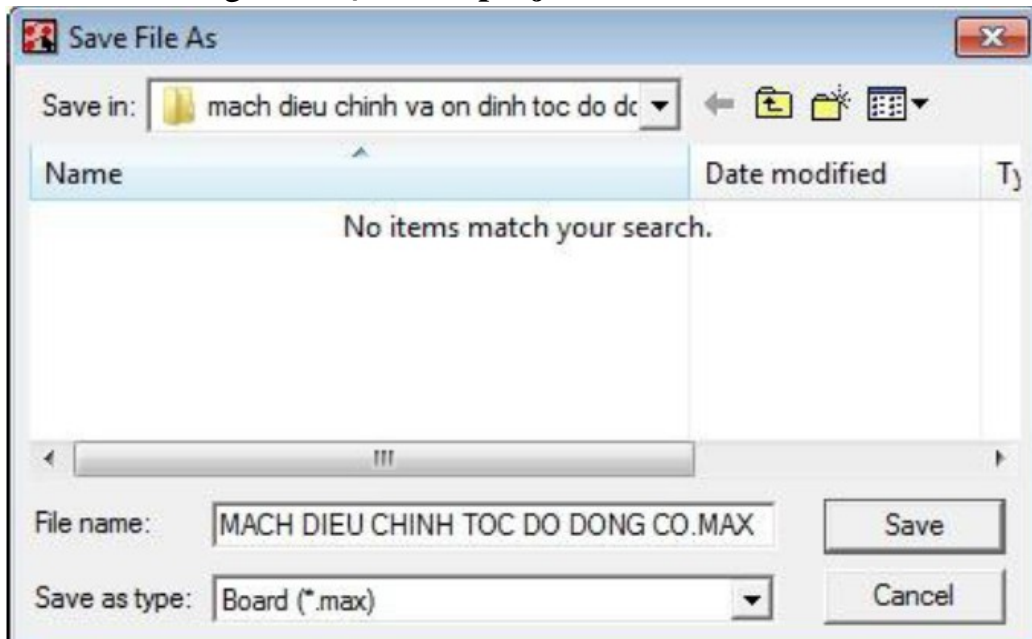 Save File As
Save in: mach dieu chinh va on dinh toc do dc
Name Date modified Ty
No items match your search.
File name: MACH DIEU CHINH TOC DO DONG CO.MAX Save
Save as type: Board (*.max) Cancel